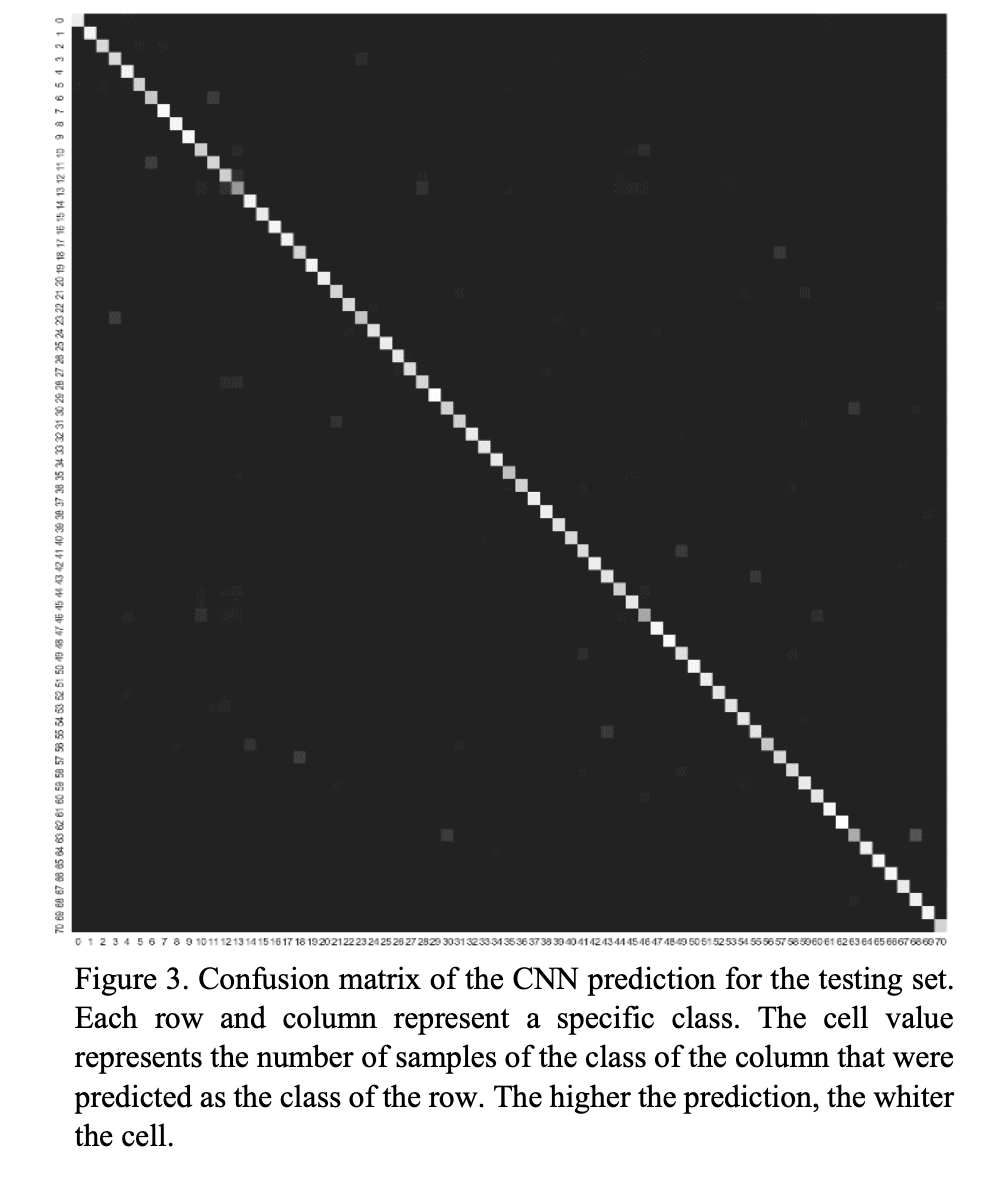 0 1 2 3 4 5 6 7 8 9 10 11 12 13 14 15 16 17 18 19 20 21 22 23 24 25 26 27 28 29 30 31 32 33 34 35 36 37 38 39 40 41 42 43 44 45 46 47 48 49 50 51 52 53 54 55 56 57 58 59 60 61 62 63 64 65 66 67 68 69 70
0 1 2 3 4 5 6 7 8 9 10 11 12 13 14 15 16 17 18 19 20 21 22 23 24 25 26 27 28 29 30 31 32 33 34 35 36 37 38 39 40 41 42 43 44 45 46 47 48 49 50 51 52 53 54 55 56 57 58 59 60 61 62 63 64 65 66 67 68 69 70
Figure 3. Confusion matrix of the CNN prediction for the testing set.
Each row and column represent a specific class. The cell value
represents the number of samples of the class of the column that were
predicted as the class of the row. The higher the prediction, the whiter
the cell.